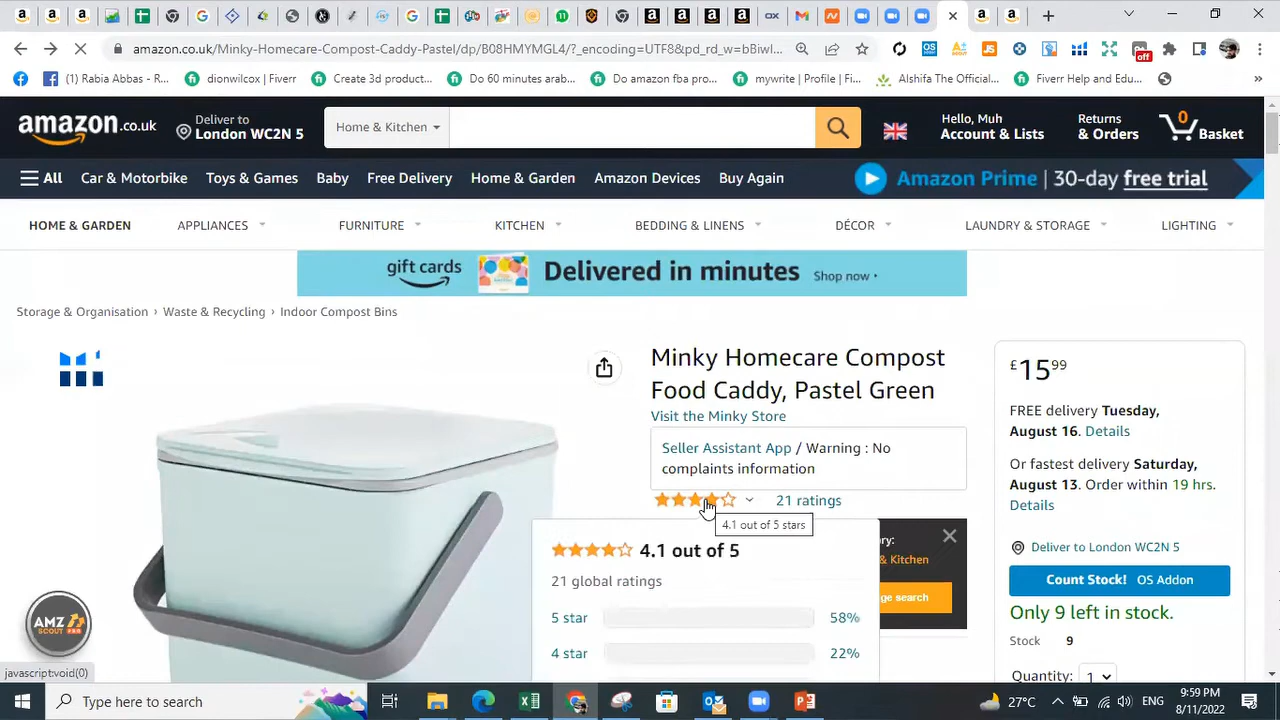 amazon.co.uk/Minky-Homecare-Compost-Caddy-Pastel/dp/B08HMYMGL4/?_encoding=UTF8&pd_rd_w=bBiwI...
off
(1) Rabia Abbas - R...
dionwilcox | Fiverr
Create 3d product...
Do 60 minutes arab...
Do amazon fba pro...
mywrite | Profile | Fi...
Alshifa The Official...
Fiverr Help and Edu...
»
amazon.co.uk
Deliver to
London WC2N 5
Home & Kitchen
Hello, Muh
Account & Lists
Returns
& Orders
0
Basket
All
Car & Motorbike
Toys & Games
Baby
Free Delivery
Home & Garden
Amazon Devices
Buy Again
Amazon Prime | 30-day free trial
HOME & GARDEN
APPLIANCES
FURNITURE
KITCHEN
BEDDING & LINENS
DÉCOR
LAUNDRY & STORAGE
LIGHTING
gift cards
Delivered in minutes
Shop now
Storage & Organisation › Waste & Recycling › Indoor Compost Bins
Minky Homecare Compost
Food Caddy, Pastel Green
Visit the Minky Store
Seller Assistant App / Warning : No
complaints information
21 ratings
4.1 out of 5 stars
4.1 out of 5
21 global ratings
5 star 58%
4 star 22%
ry:
& Kitchen
ge search
£15 99
FREE delivery Tuesday,
August 16. Details
Or fastest delivery Saturday,
August 13. Order within 19 hrs.
Details
Deliver to London WC2N 5
Count Stock! OS Addon
Only 9 left in stock.
Stock 9
Quantity: 1
AMZ
SCOUT PRO
javascript:void(0)
Type here to search
27°C
ENG
9:59 PM
8/11/2022